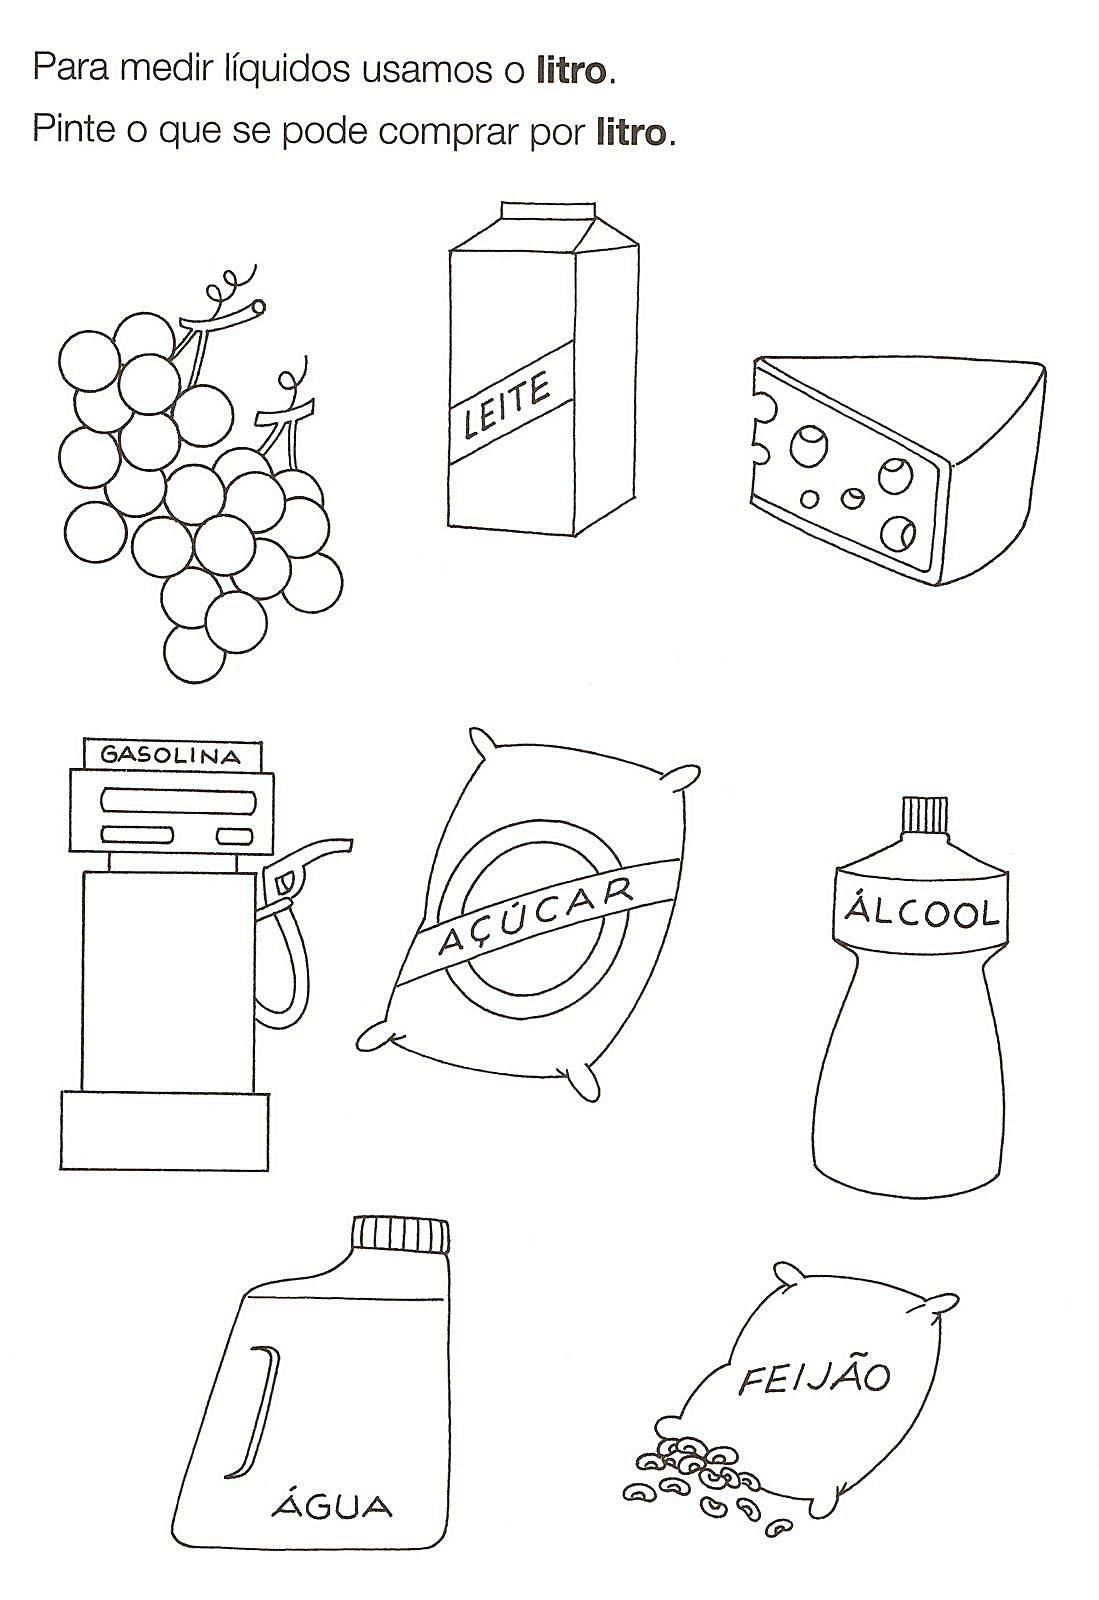 Para medir líquidos usamos o litro.
Pinte o que se pode comprar por litro.
LEITE
GASOLINA
AÇÚCAR
ÁLCOOL
ÁGUA
FEIJÃO